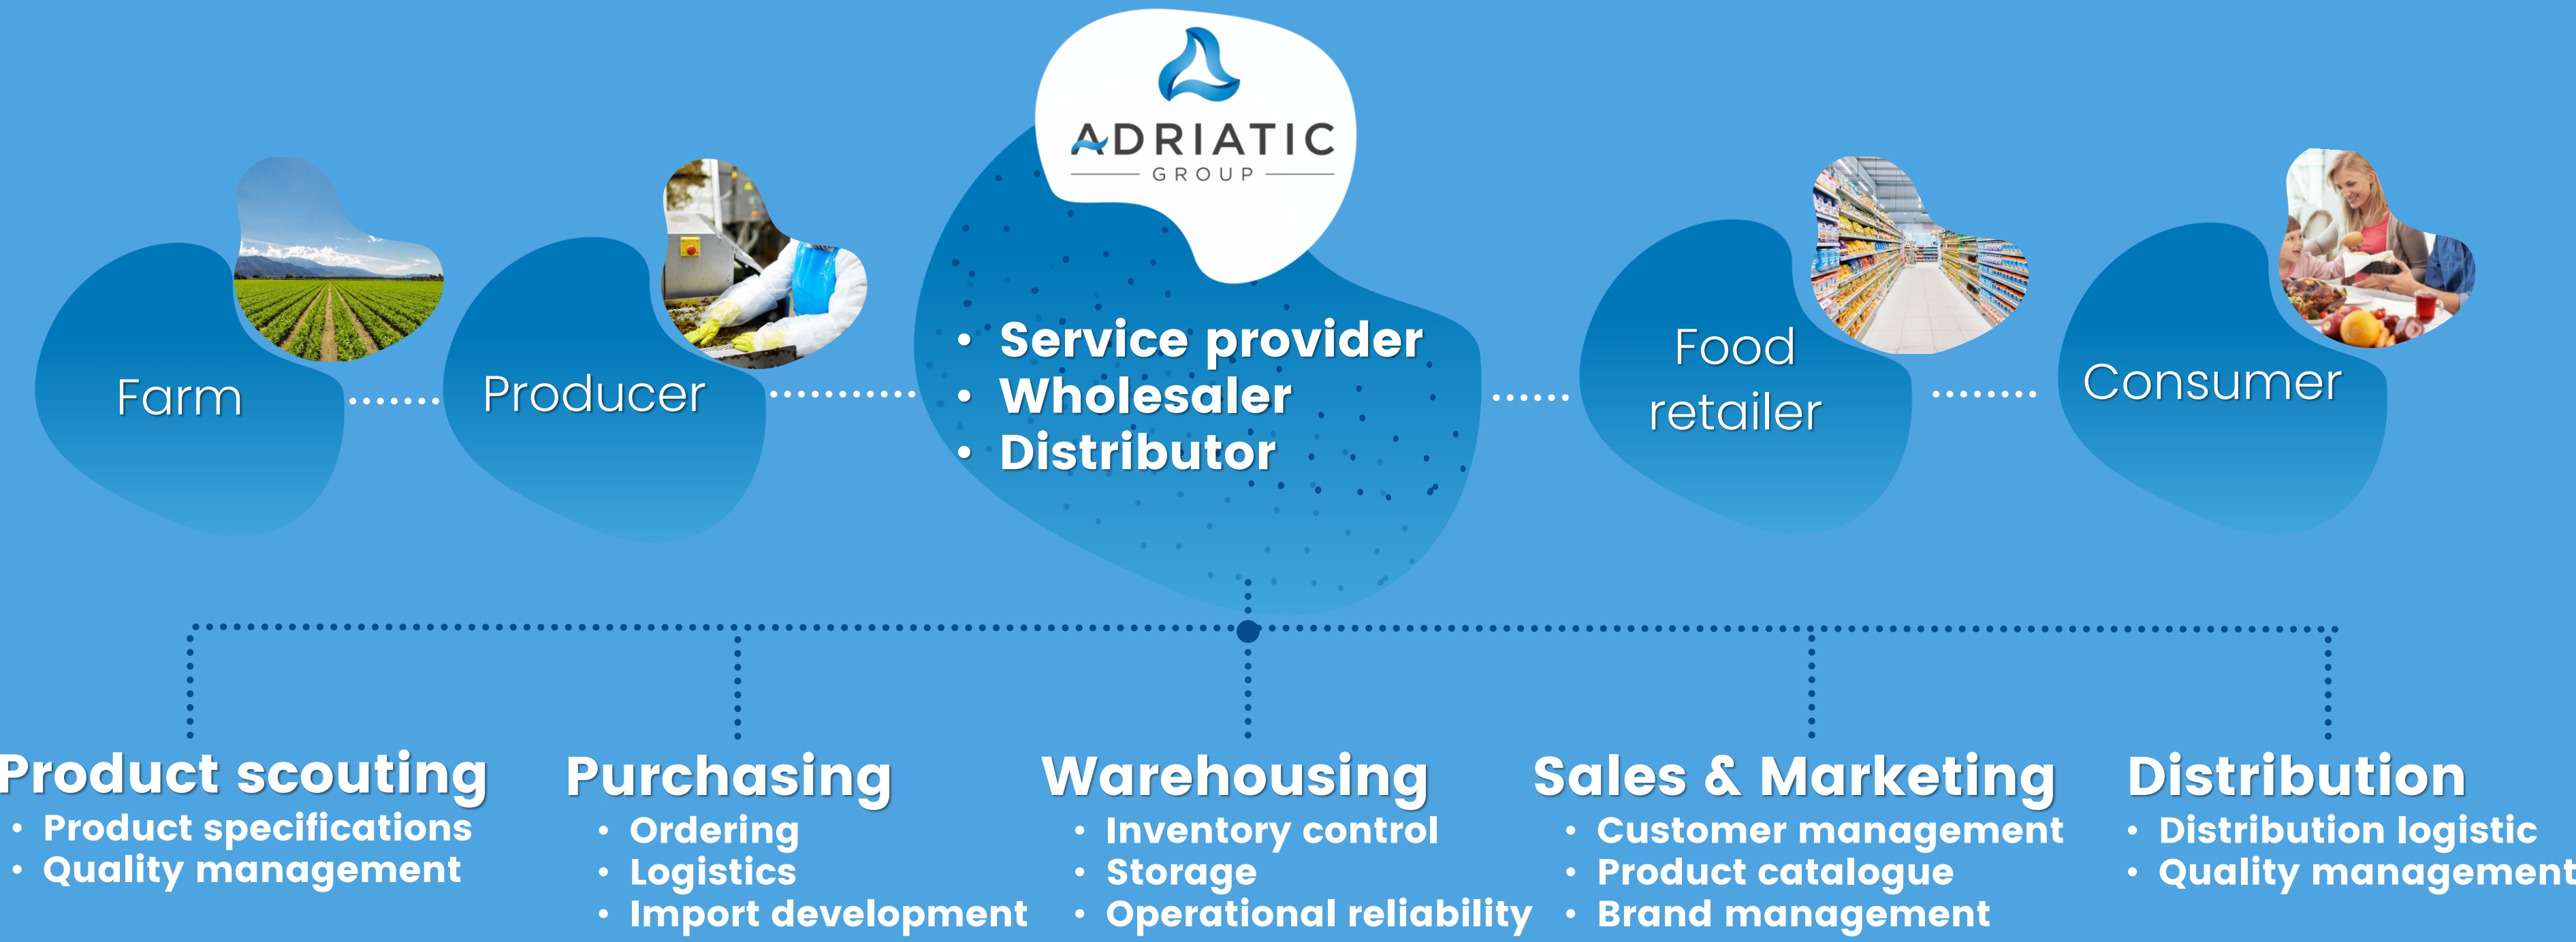 ADRIATIC
GROUP
Farm
Producer
• Service provider
• Wholesaler
• Distributor
Food
retailer
Consumer
Product scouting
• Product specifications
• Quality management
Purchasing
• Ordering
• Logistics
• Import development
Warehousing
• Inventory control
• Storage
• Operational reliability
Sales & Marketing
• Customer management
• Product catalogue
• Brand management
Distribution
• Distribution logistic
• Quality management